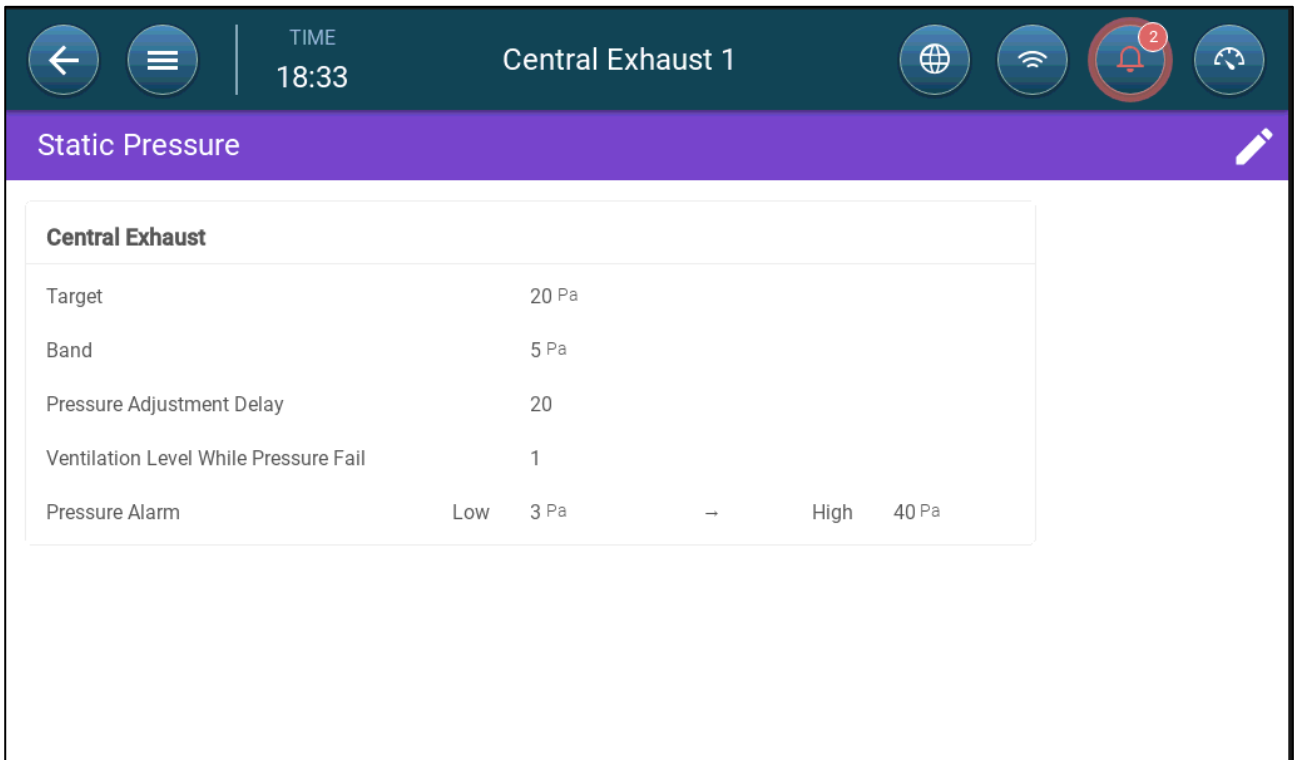 TIME
18:33
Central Exhaust 1
2
Static Pressure
Central Exhaust
Target 20 Pa
Band 5 Pa
Pressure Adjustment Delay 20
Ventilation Level While Pressure Fail 1
Pressure Alarm Low 3 Pa → High 40 Pa